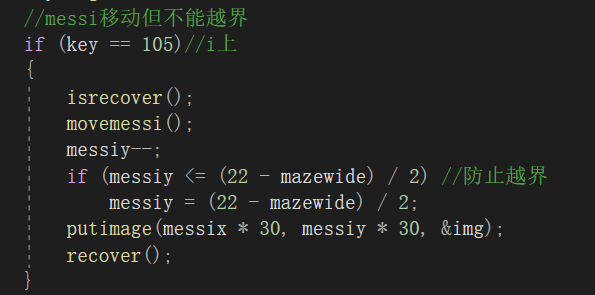 //messi移动但不能越界
if (key == 105)//i上
{
isrecover();
movemessi();
messiy--;
if (messiy <= (22 - mazewide) / 2) //防止越界
messiy = (22 - mazewide) / 2;
putimage(messix * 30, messiy * 30, &img);
recover();
}